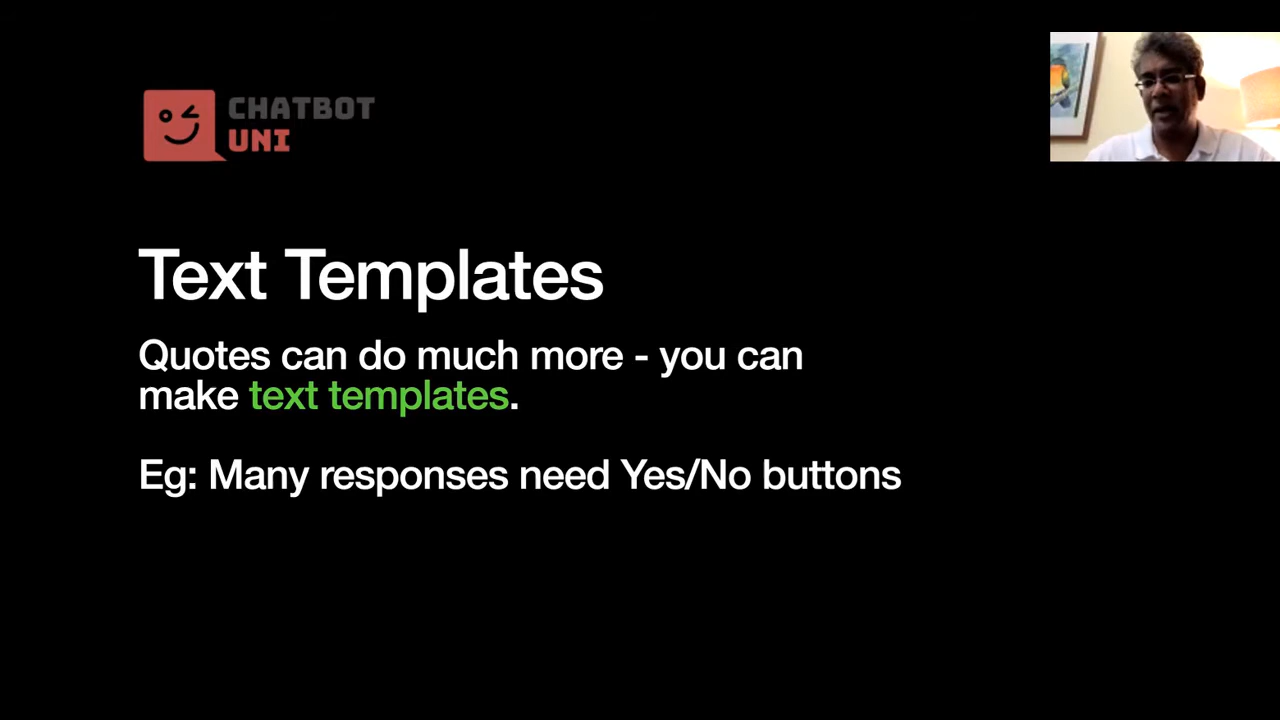 CHATBOT
UNI
Text Templates
Quotes can do much more - you can
make text templates.
Eg: Many responses need Yes/No buttons